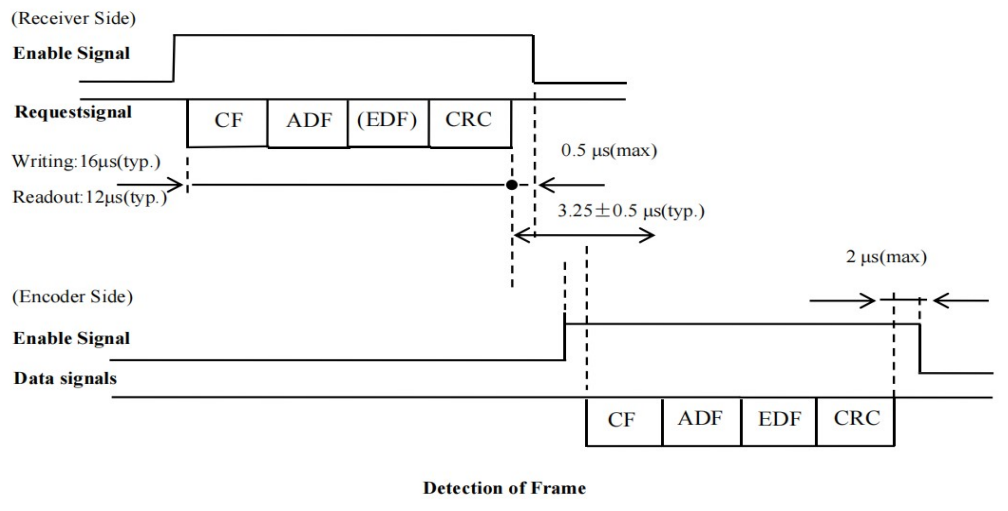 (Receiver Side)
Enable Signal
Requestsignal
CF ADF (EDF) CRC
Writing:16μs(typ.)
0.5 μs(max)
Readout:12μs(typ.)
3.25±0.5 μs(typ.)
2 μs(max)
(Encoder Side)
Enable Signal
Data signals
CF ADF EDF CRC
Detection of Frame